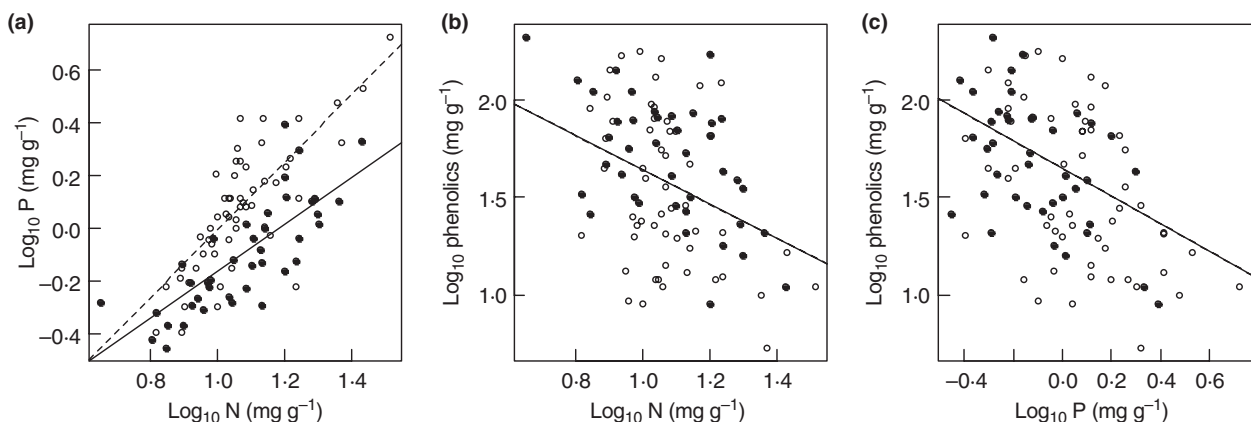 (a)
Log10 P (mg g–1)
0·6
0·4
0·2
0·0
–0·2
–0·4
0·8 1·0 1·2 1·4
Log10 N (mg g–1)
(b)
Log10 phenolics (mg g–1)
2·0
1·5
1·0
0·8 1·0 1·2 1·4
Log10 N (mg g–1)
(c)
Log10 phenolics (mg g–1)
2·0
1·5
1·0
–0·4 0·0 0·2 0·4 0·6
Log10 P (mg g–1)